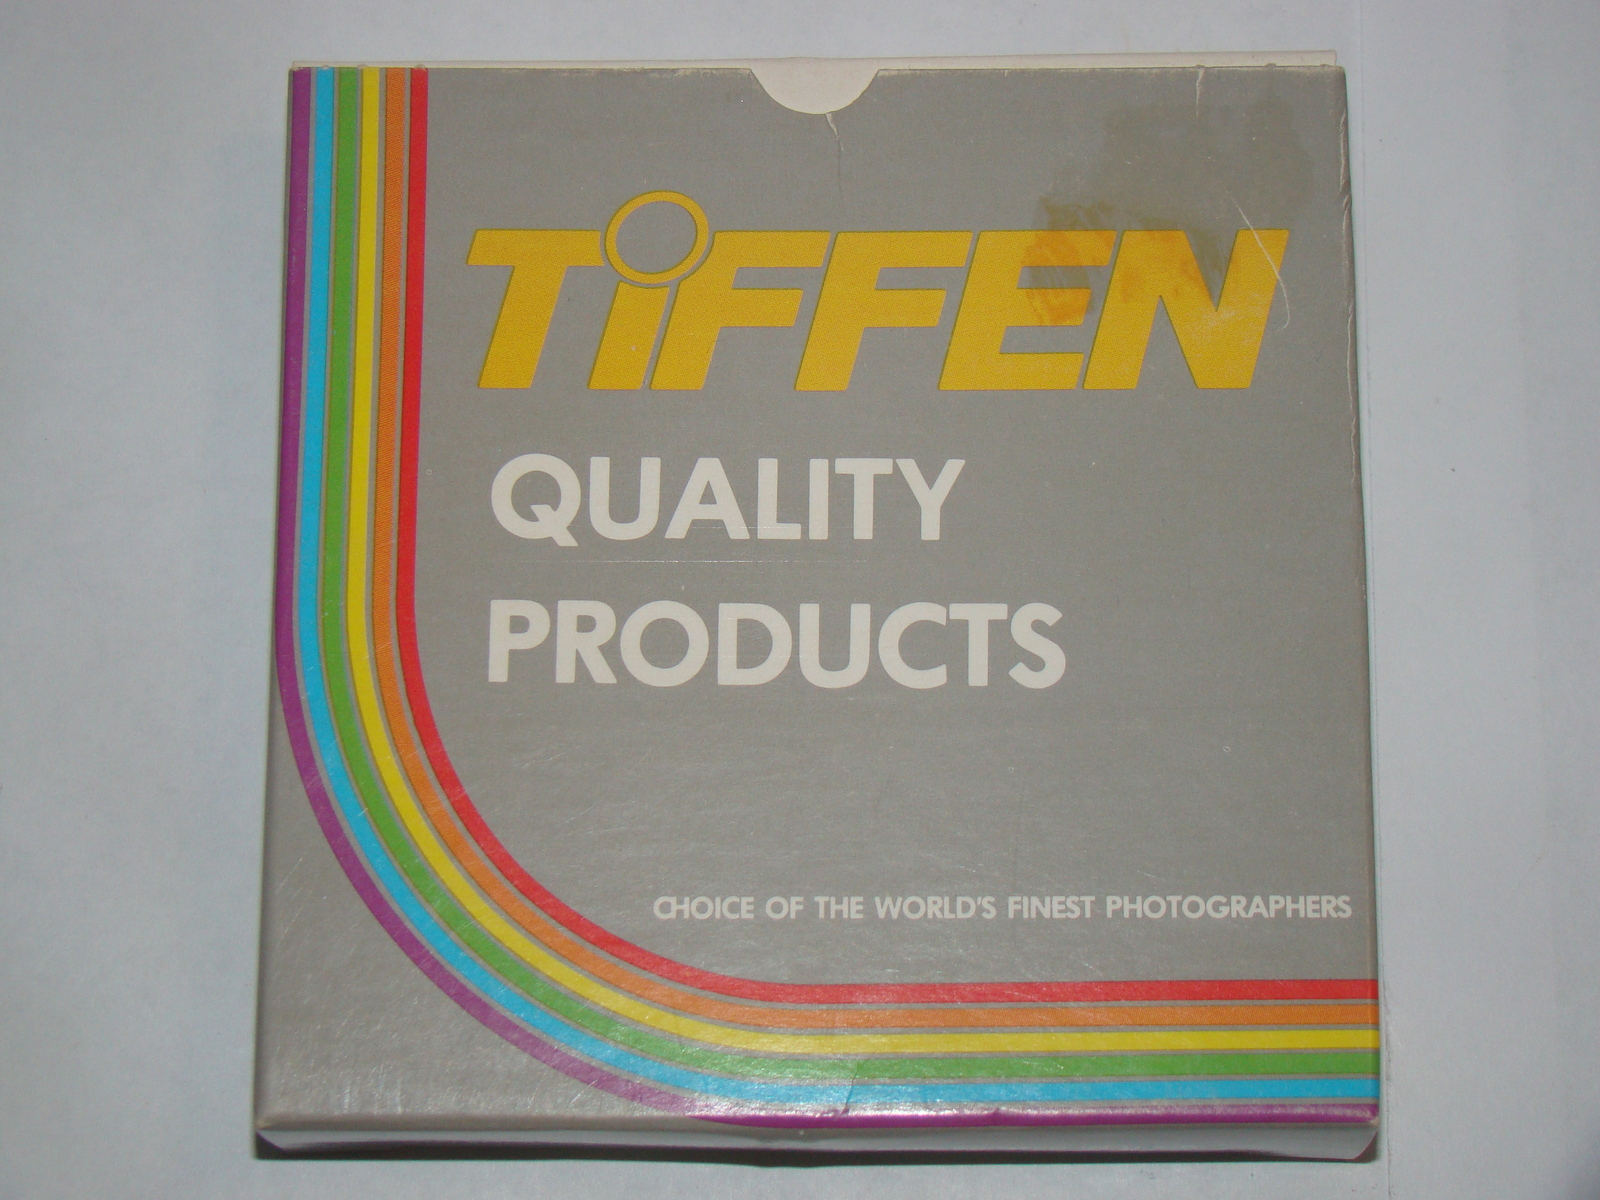 TiFFEN
QUALITY
PRODUCTS
CHOICE OF THE WORLD'S FINEST PHOTOGRAPHERS